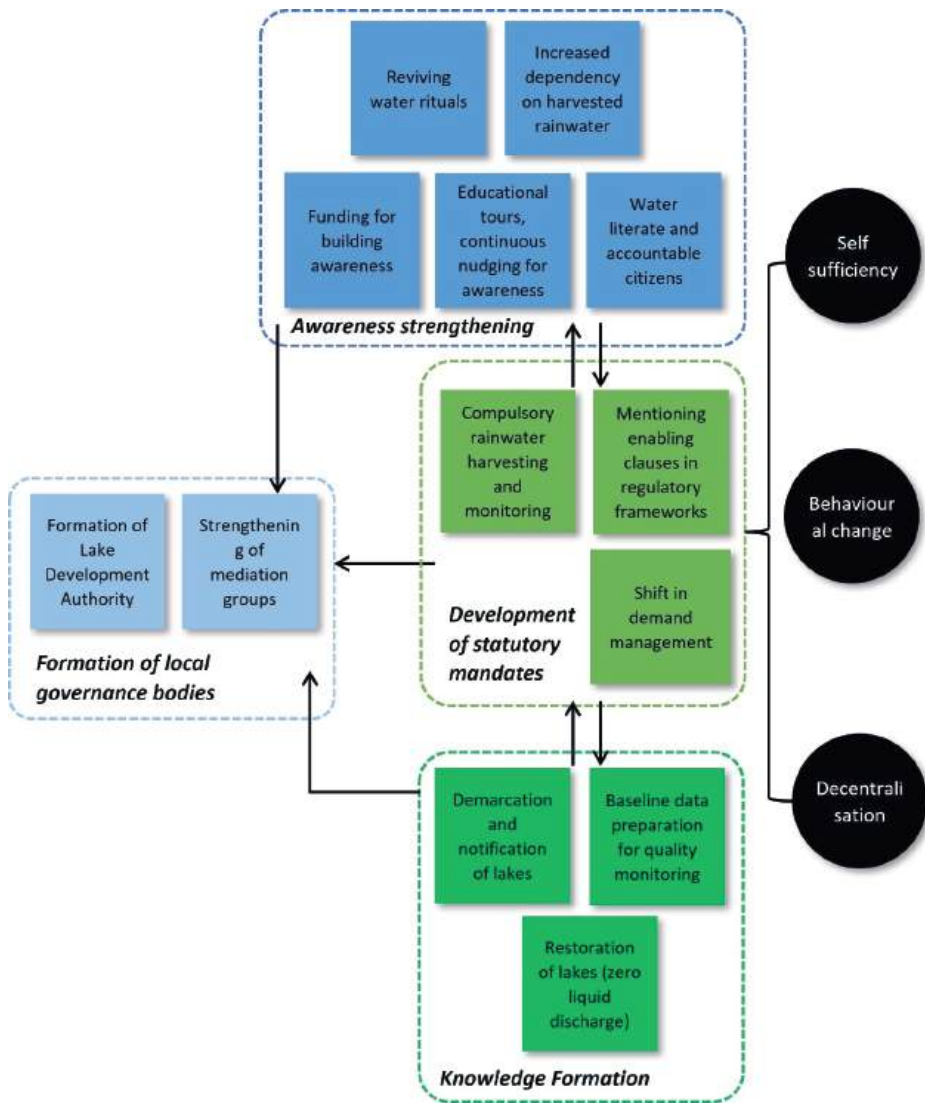 Reviving
water rituals
Increased
dependency
on harvested
rainwater
Funding for
building
awareness
Educational
tours,
continuous
nudging for
awareness
Water
literate and
accountable
citizens
Awareness strengthening
Self
sufficiency
Compulsory
rainwater
harvesting
and
monitoring
Mentioning
enabling
clauses in
regulatory
frameworks
Shift in
demand
management
Development
of statutory
mandates
Behaviour
al change
Formation of
Lake
Development
Authority
Strengthenin
g of
mediation
groups
Formation of local
governance bodies
Demarcation
and
notification
of lakes
Baseline data
preparation
for quality
monitoring
Restoration
of lakes (zero
liquid
discharge)
Knowledge Formation
Decentrali
sation